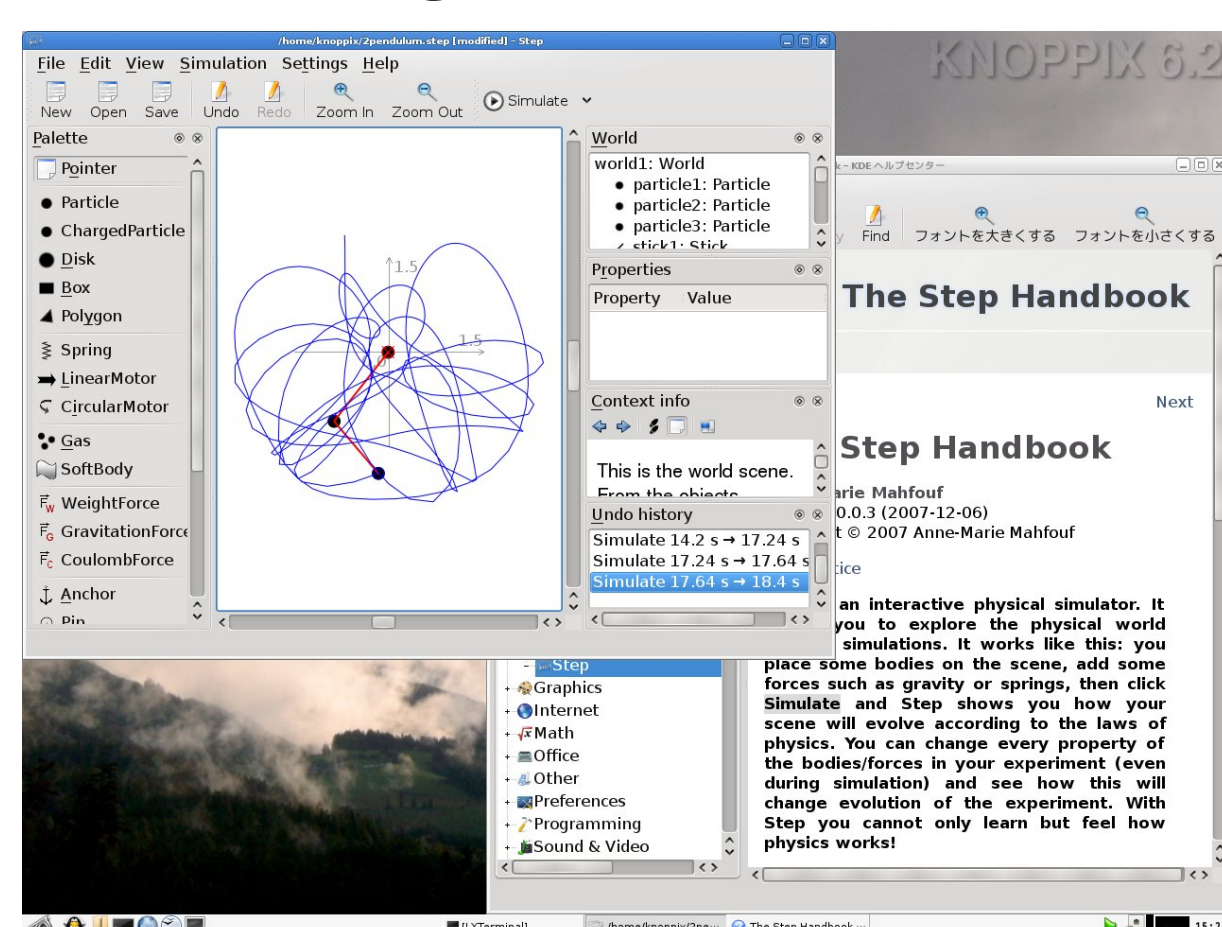 /home/knoppix/2pendulum.step [modified] - Step
File Edit View Simulation Settings Help
New Open Save Undo Redo Zoom In Zoom Out Simulate
Palette
Pointer
Particle
ChargedParticle
Disk
Box
Polygon
Spring
LinearMotor
CircularMotor
Gas
SoftBody
WeightForce
GravitationForce
CoulombForce
Anchor
Pin
1.5
1.5
World
world1: World
particle1: Particle
particle2: Particle
particle3: Particle
stick1: Stick
Properties
Property Value
Context info
This is the world scene.
From the objects
Undo history
Simulate 14.2 s → 17.24 s
Simulate 17.24 s → 17.64 s
Simulate 17.64 s → 18.4 s
KNOPPIX 6.2
k - KDE ヘルプセンター
Find フォントを大きくする フォントを小さくする
The Step Handbook
Next
Step Handbook
arie Mahfouf
0.0.3 (2007-12-06)
t © 2007 Anne-Marie Mahfouf
tice
an interactive physical simulator. It
you to explore the physical world
simulations. It works like this: you
place some bodies on the scene, add some
forces such as gravity or springs, then click
Simulate and Step shows you how your
scene will evolve according to the laws of
physics. You can change every property of
the bodies/forces in your experiment (even
during simulation) and see how this will
change evolution of the experiment. With
Step you cannot only learn but feel how
physics works!
Step
Graphics
Internet
Math
Office
Other
Preferences
Programming
Sound & Video
[LXTerminal] /home/knoppix/2pe... The Step Handbook ... 15:2